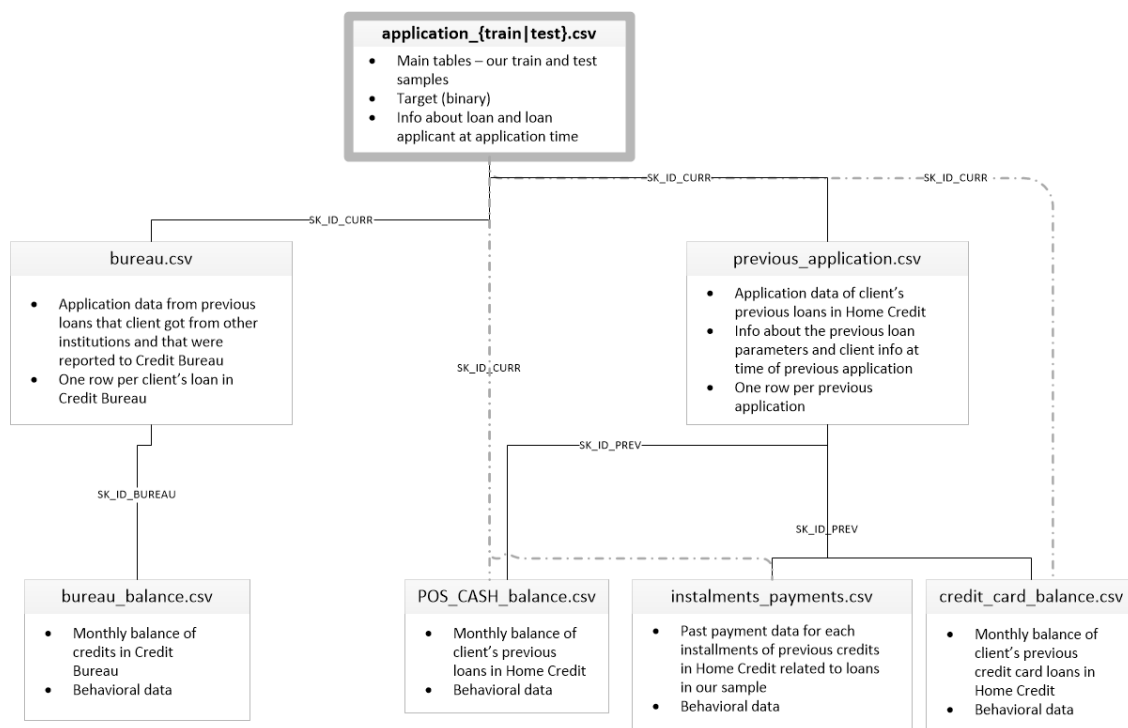 application_{train|test}.csv
• Main tables – our train and test
samples
• Target (binary)
• Info about loan and loan
applicant at application time
SK_ID_CURR
SK_ID_CURR
SK_ID_CURR
bureau.csv
• Application data from previous
loans that client got from other
institutions and that were
reported to Credit Bureau
• One row per client's loan in
Credit Bureau
previous_application.csv
• Application data of client's
previous loans in Home Credit
• Info about the previous loan
parameters and client info at
time of previous application
• One row per previous
application
SK_ID_CURR
SK_ID_PREV
SK_ID_BUREAU
SK_ID_PREV
bureau_balance.csv
• Monthly balance of
credits in Credit
Bureau
• Behavioral data
POS_CASH_balance.csv
• Monthly balance of
client's previous
loans in Home Credit
• Behavioral data
instalments_payments.csv
• Past payment data for each
installments of previous credits
in Home Credit related to loans
in our sample
• Behavioral data
credit_card_balance.csv
• Monthly balance of
client's previous
credit card loans in
Home Credit
• Behavioral data